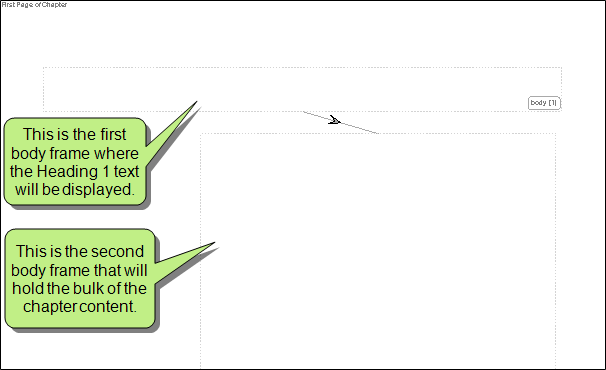 First Page of Chapter
body [1]
This is the first
body frame where
the Heading 1 text
will be displayed.
This is the second
body frame that will
hold the bulk of the
chapter content.